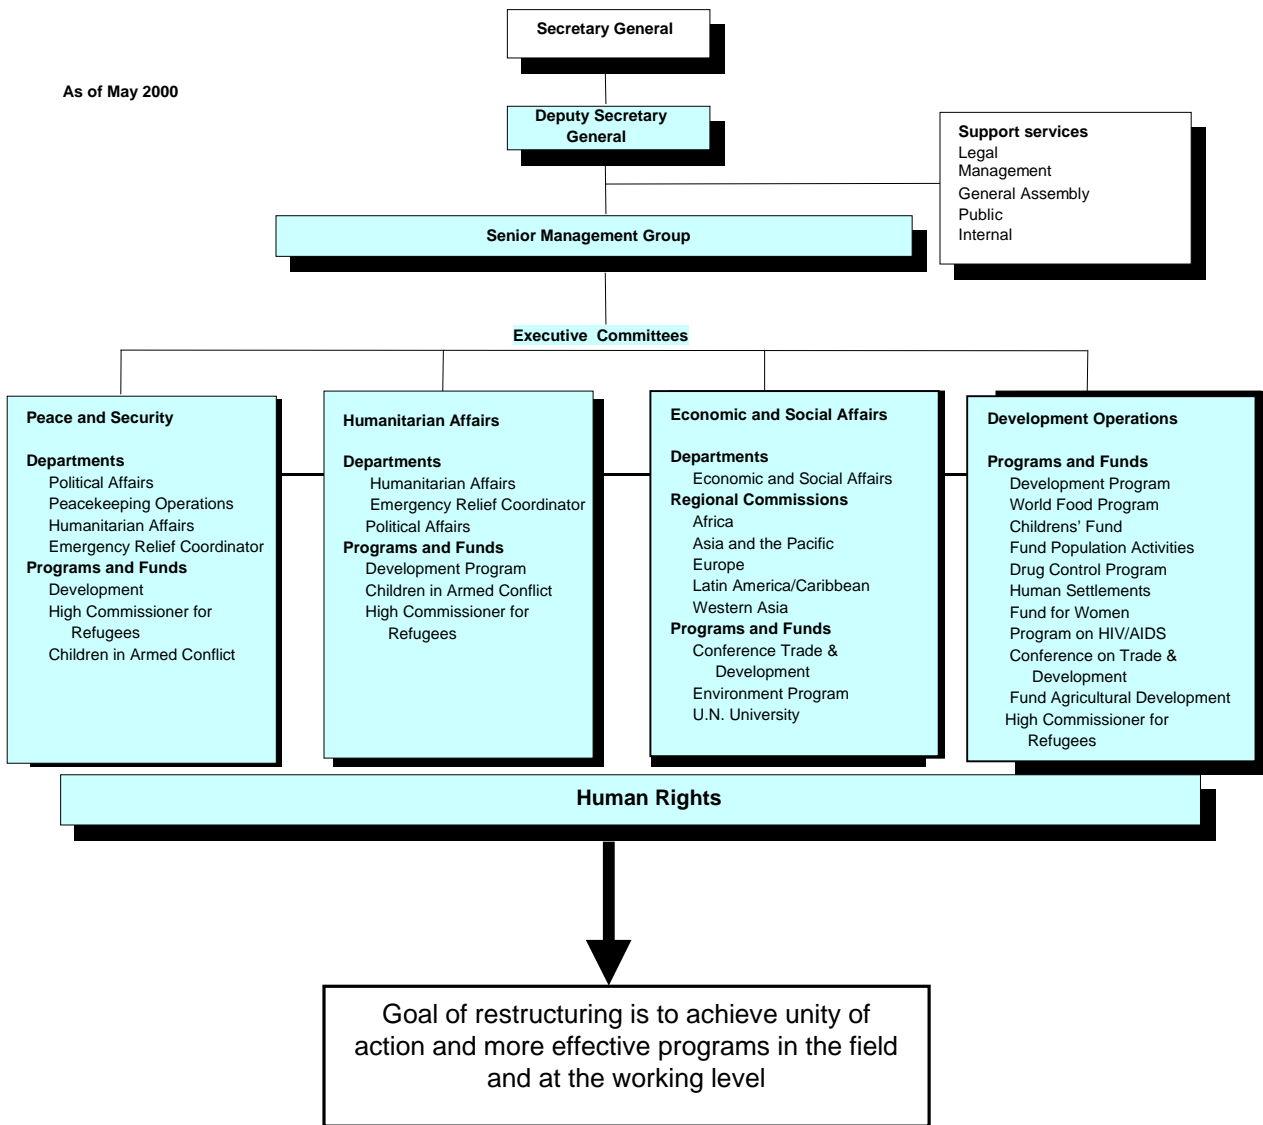 Secretary General
As of May 2000
Deputy Secretary
General
Support services
Legal
Management
General Assembly
Public
Internal
Senior Management Group
Executive Committees
Peace and Security
Departments
Political Affairs
Peacekeeping Operations
Humanitarian Affairs
Emergency Relief Coordinator
Programs and Funds
Development
High Commissioner for
Refugees
Children in Armed Conflict
Humanitarian Affairs
Departments
Humanitarian Affairs
Emergency Relief Coordinator
Political Affairs
Programs and Funds
Development Program
Children in Armed Conflict
High Commissioner for
Refugees
Economic and Social Affairs
Departments
Economic and Social Affairs
Regional Commissions
Africa
Asia and the Pacific
Europe
Latin America/Caribbean
Western Asia
Programs and Funds
Conference Trade &
Development
Environment Program
U.N. University
Development Operations
Programs and Funds
Development Program
World Food Program
Childrens' Fund
Fund Population Activities
Drug Control Program
Human Settlements
Fund for Women
Program on HIV/AIDS
Conference on Trade &
Development
Fund Agricultural Development
High Commissioner for
Refugees
Human Rights
Goal of restructuring is to achieve unity of
action and more effective programs in the field
and at the working level